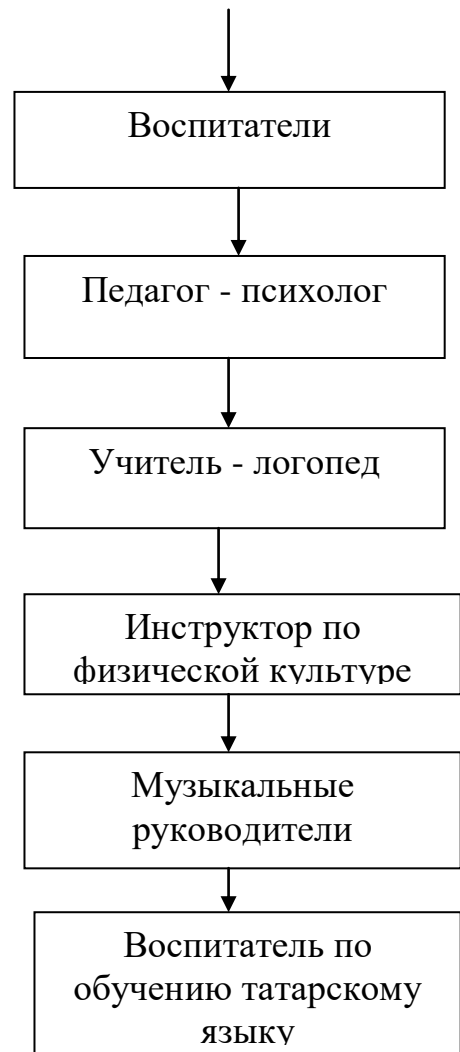 Воспитатели
Педагог - психолог
Учитель - логопед
Инструктор по
физической культуре
Музыкальные
руководители
Воспитатель по
обучению татарскому
языку